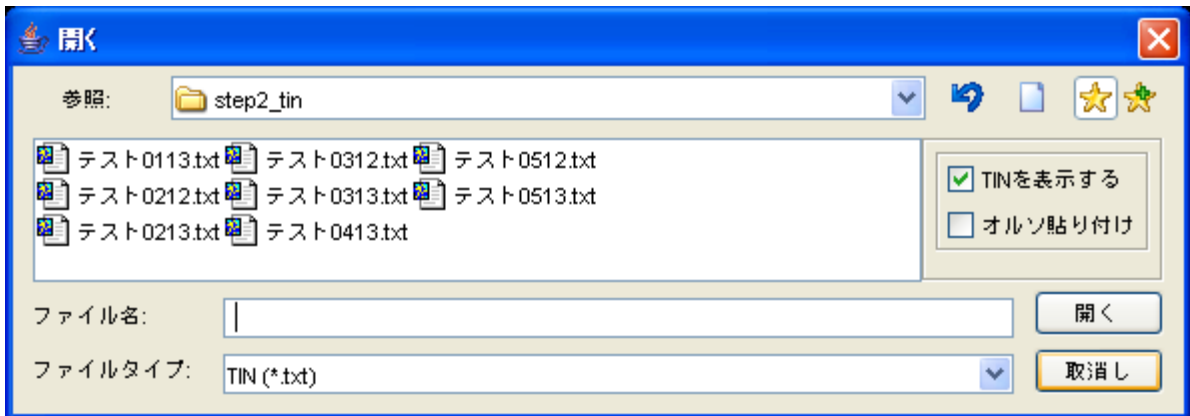 開く
参照: step2_tin
テスト0113.txt テスト0312.txt テスト0512.txt
テスト0212.txt テスト0313.txt テスト0513.txt
テスト0213.txt テスト0413.txt
TINを表示する
オルソ貼り付け
ファイル名: 開く
ファイルタイプ: TIN (*.txt) 取消し